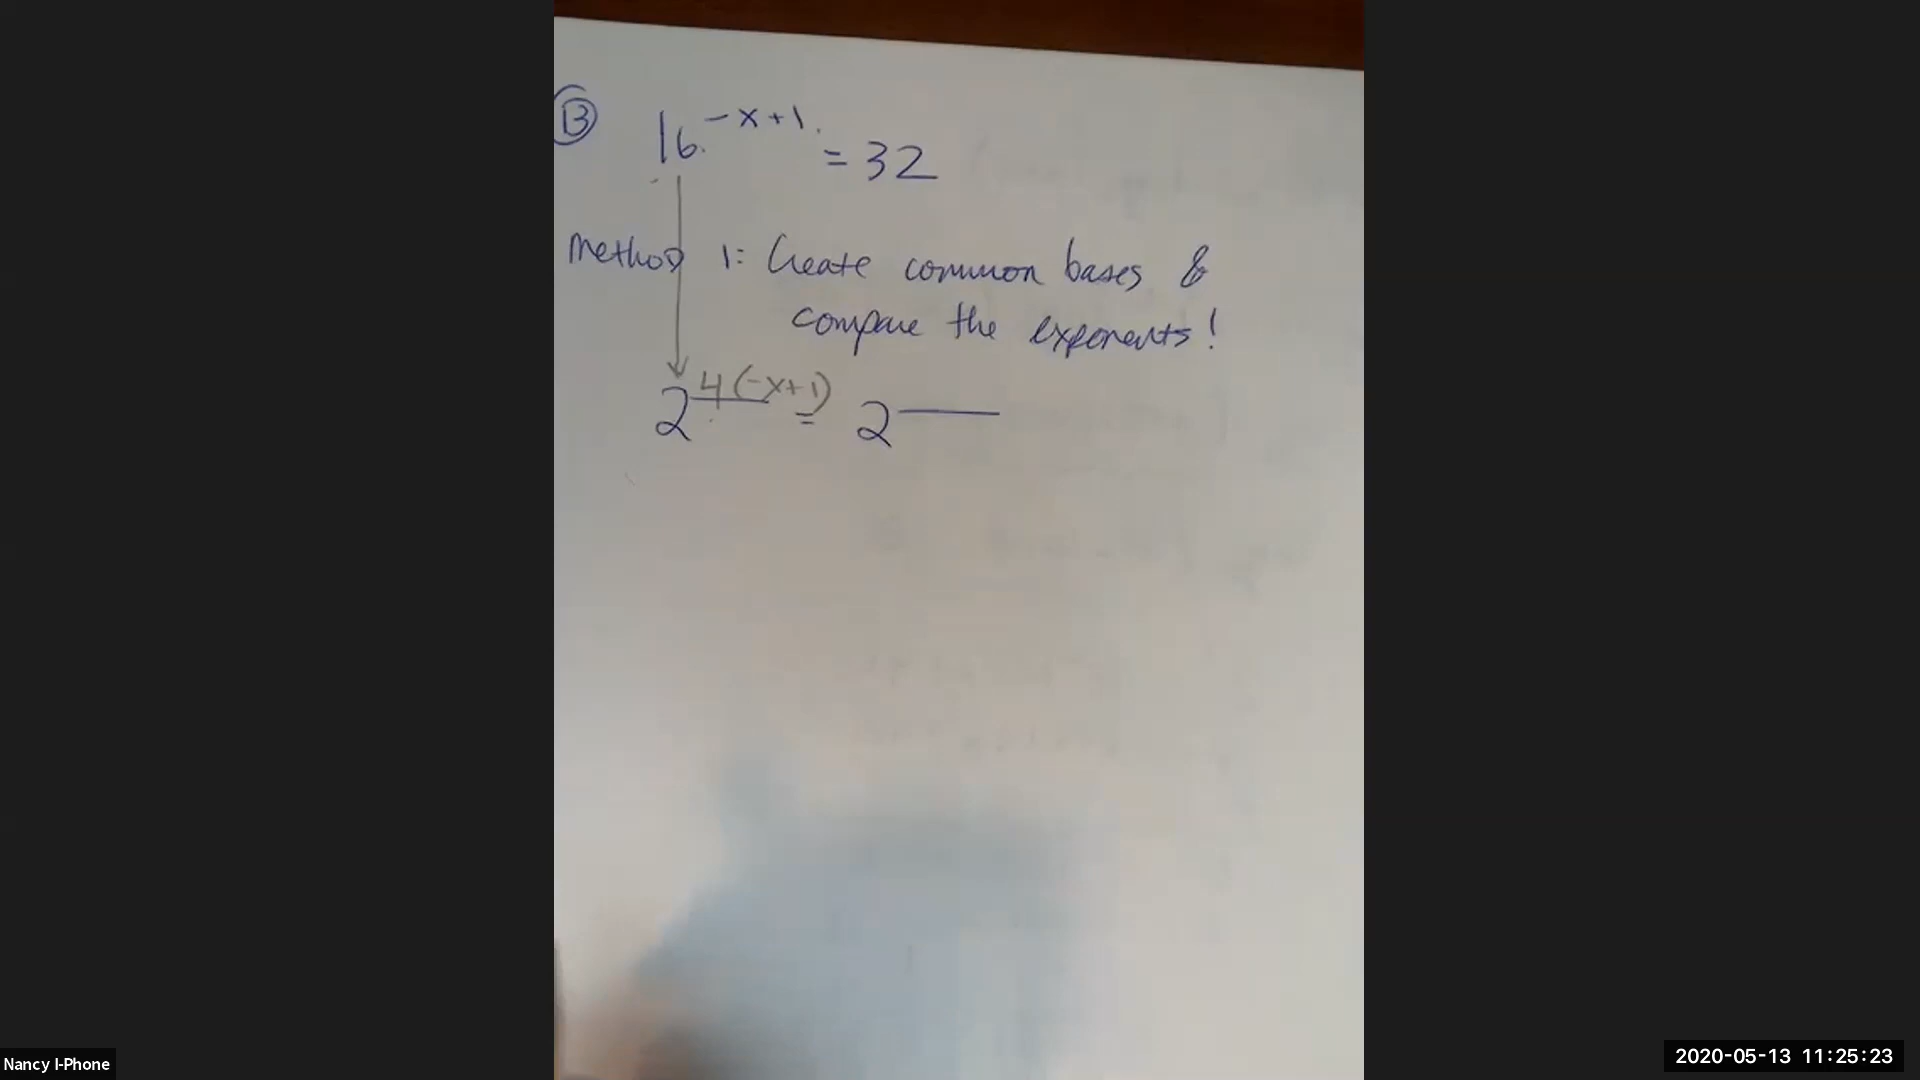 B 16^-x+1 = 32
Method 1: Create common bases &
compare the exponents!
2^4(-x+1) = 2^___
Nancy I-Phone
2020-05-13 11:25:23